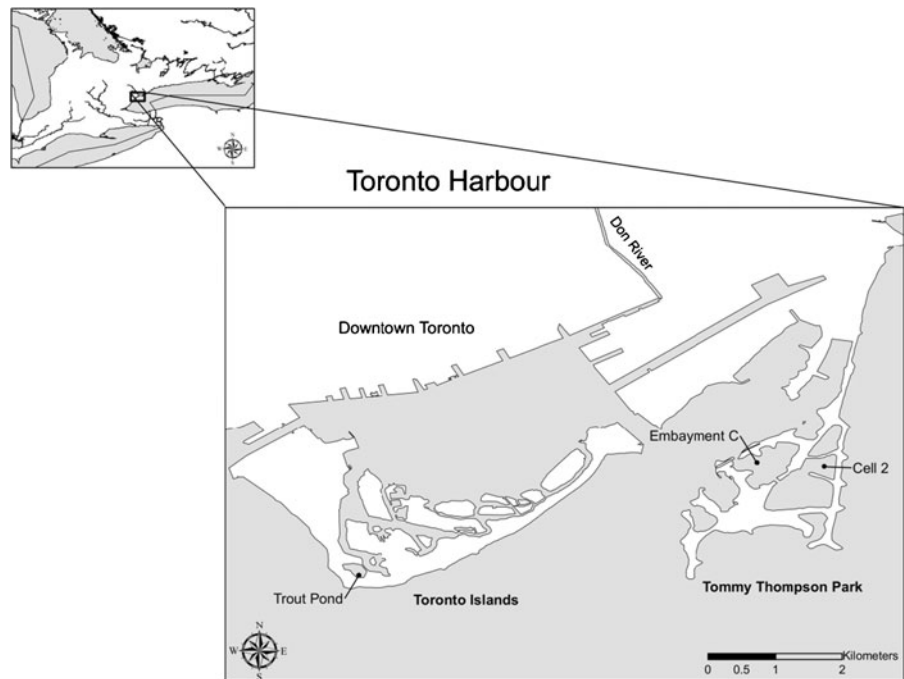 N
W E
S
Toronto Harbour
Don River
Downtown Toronto
Embayment C
Cell 2
Trout Pond
Toronto Islands
Tommy Thompson Park
N
W E
S
Kilometers
0 0.5 1 2